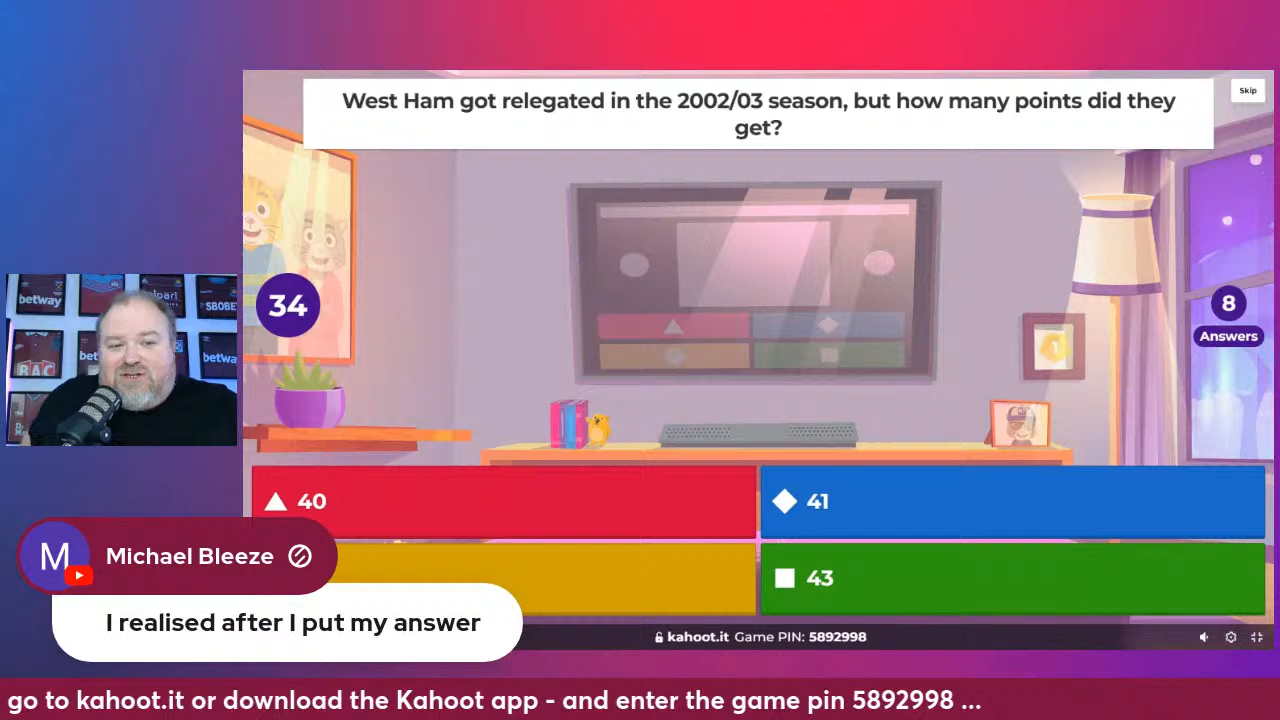 West Ham got relegated in the 2002/03 season, but how many points did they
get?
Skip
betway
SBOBET
betway
34
1
8
Answers
40
41
43
Michael Bleeze
M
I realised after I put my answer
kahoot.it Game PIN: 5892998
go to kahoot.it or download the Kahoot app - and enter the game pin 5892998 ...